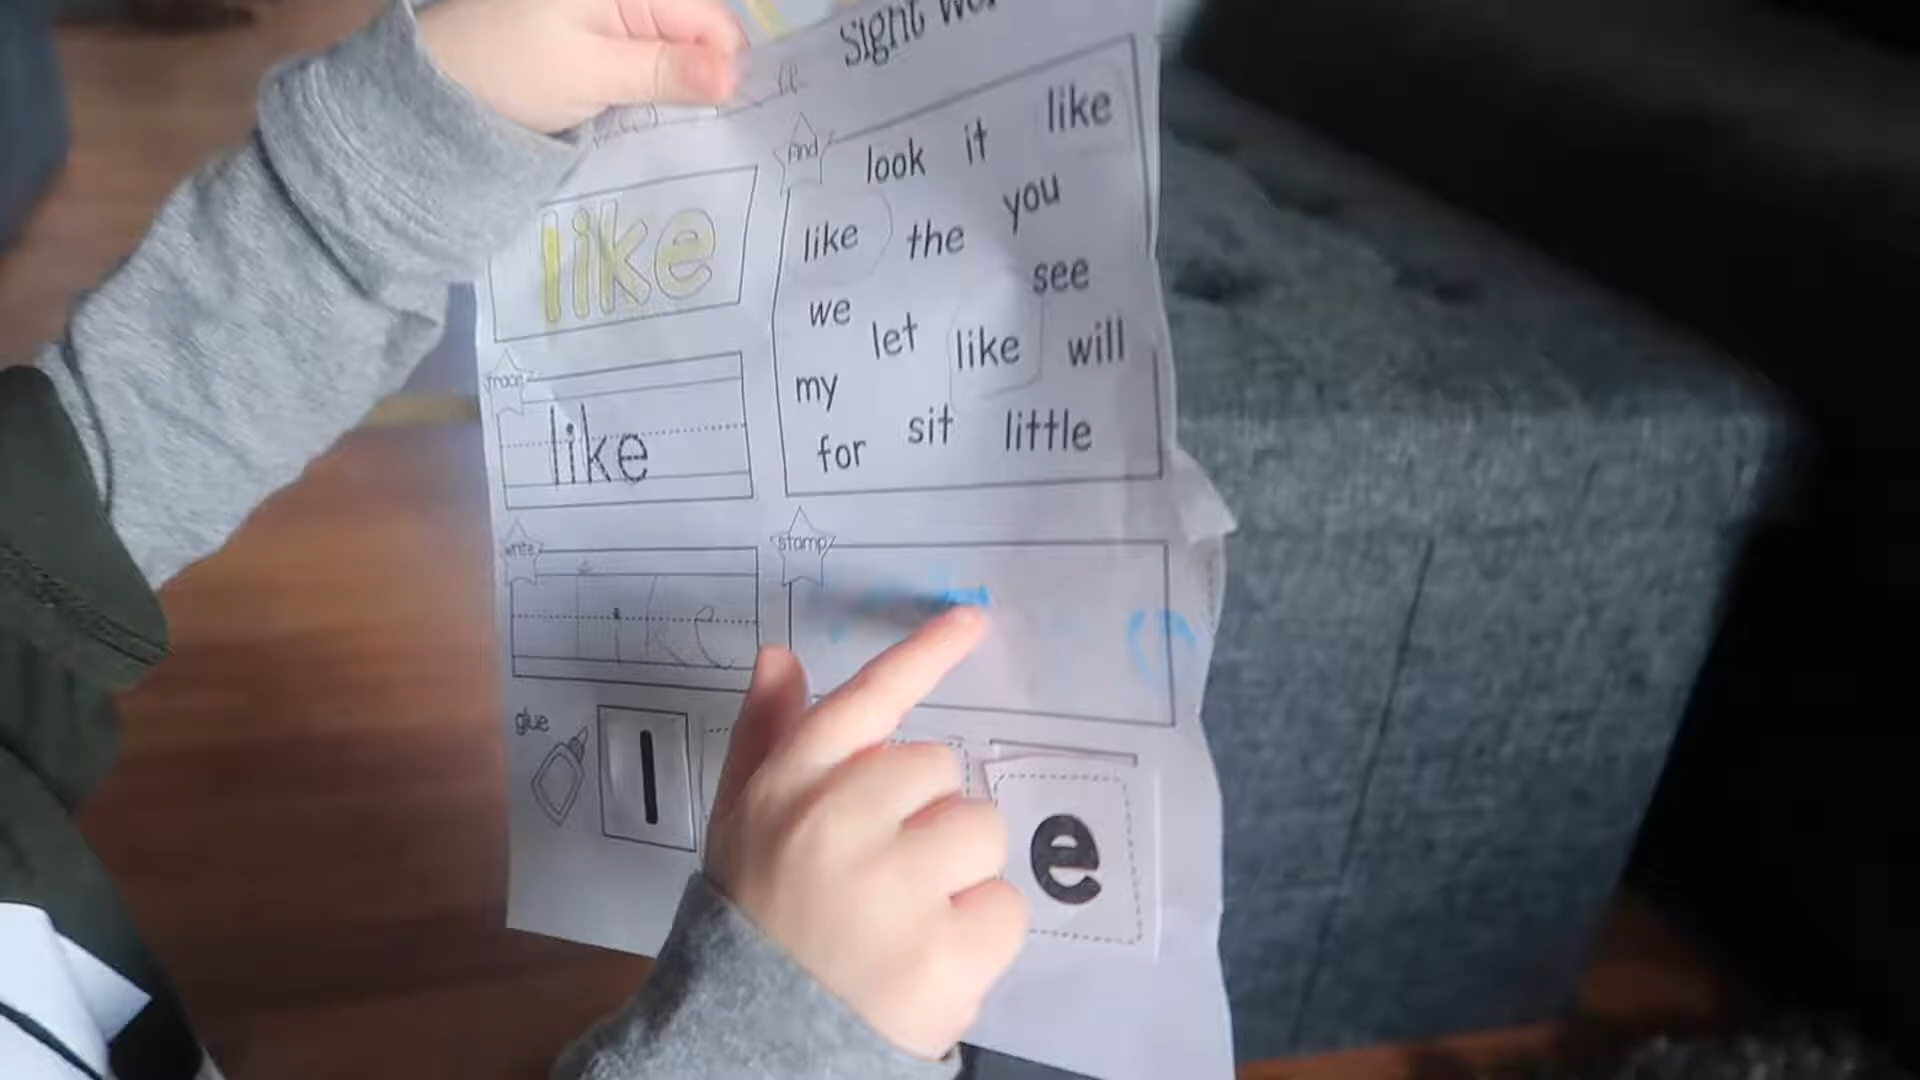 Sight
find
look it like
like the you
we let like see will
my
for sit little
like
trace
like
write
like
stamp
glue
l
e